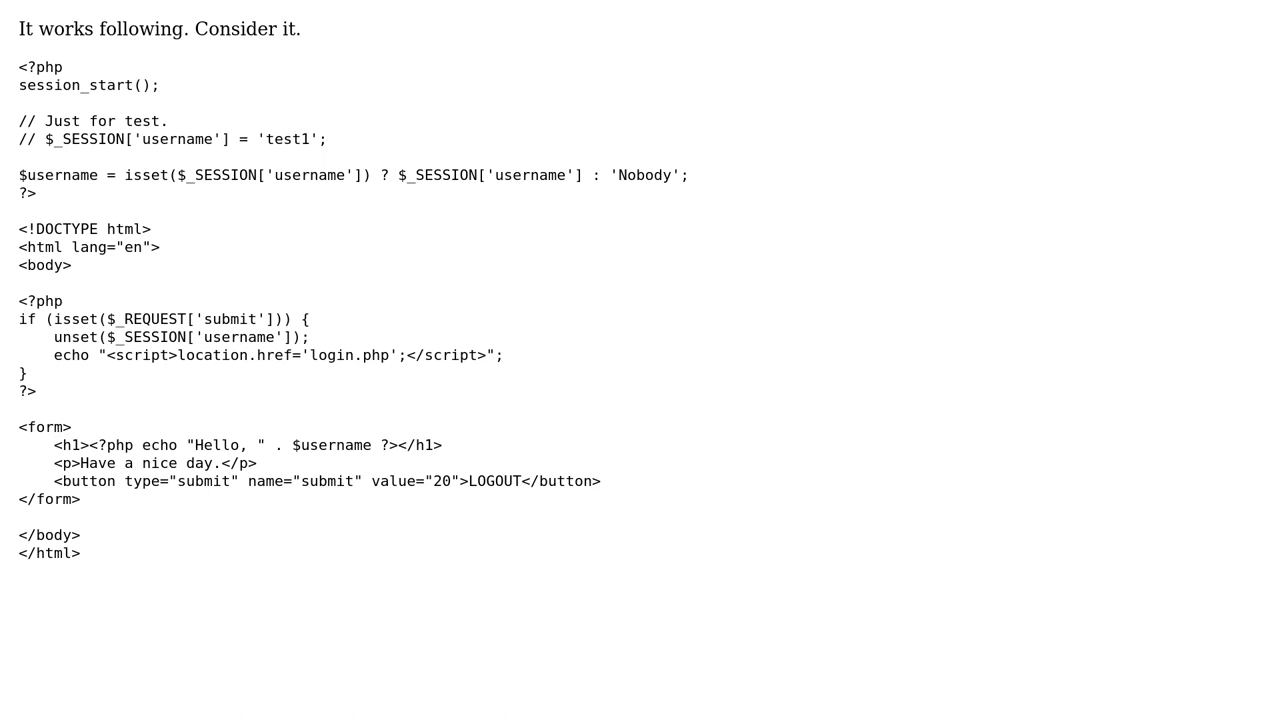 It works following. Consider it.
<?php
session_start();
// Just for test.
// $_SESSION['username'] = 'test1';
$username = isset($_SESSION['username']) ? $_SESSION['username'] : 'Nobody';
?>
<!DOCTYPE html>
<html lang="en">
<body>
<?php
if (isset($_REQUEST['submit'])) {
    unset($_SESSION['username']);
    echo "<script>location.href='login.php';</script>";
}
?>
<form>
    <h1><?php echo "Hello, " . $username ?></h1>
    <p>Have a nice day.</p>
    <button type="submit" name="submit" value="20">LOGOUT</button>
</form>
</body>
</html>